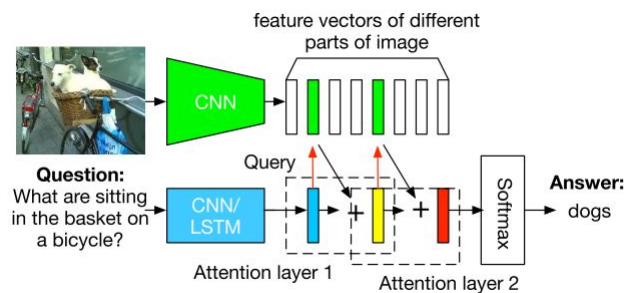 feature vectors of different
parts of image
CNN
Question:
What are sitting
in the basket on
a bicycle?
Query
CNN/
LSTM
+
+
Softmax
Answer:
dogs
Attention layer 1
Attention layer 2